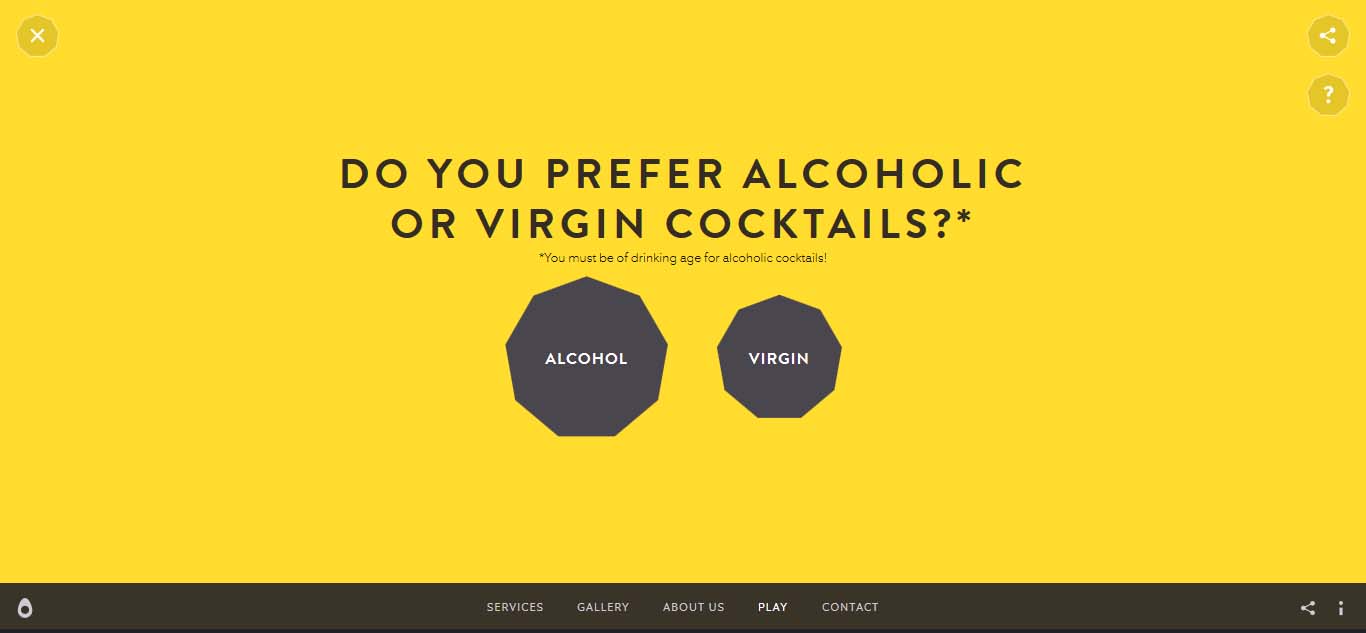 DO YOU PREFER ALCOHOLIC
OR VIRGIN COCKTAILS?*
*You must be of drinking age for alcoholic cocktails!
ALCOHOL
VIRGIN
SERVICES GALLERY ABOUT US PLAY CONTACT